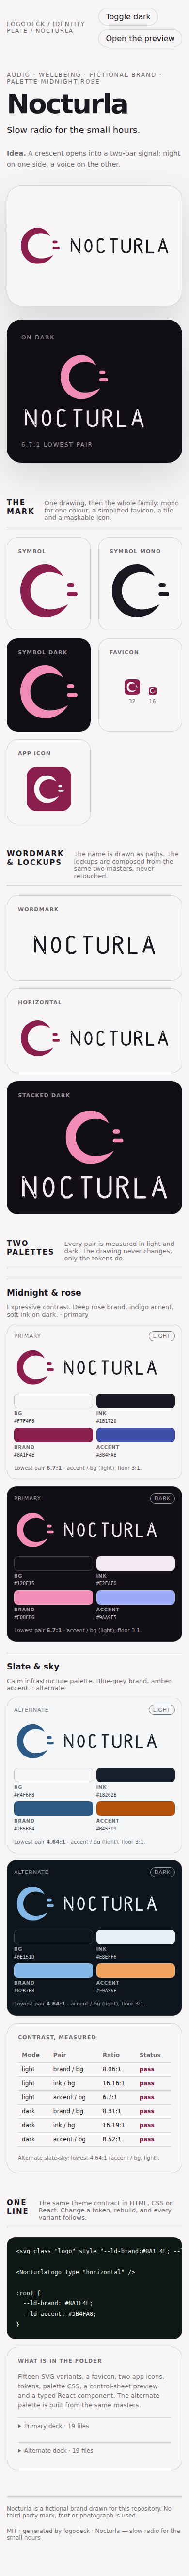 LOGODECK / IDENTITY
PLATE / NOCTURLA
Toggle dark
Open the preview
AUDIO · WELLBEING · FICTIONAL BRAND ·
PALETTE MIDNIGHT-ROSE
Nocturla
Slow radio for the small hours.
Idea. A crescent opens into a two-bar signal: night
on one side, a voice on the other.
NOCTURLA
ON DARK
NOCTURLA
6.7:1 LOWEST PAIR
THE
MARK
One drawing, then the whole family: mono
for one colour, a simplified favicon, a tile
and a maskable icon.
SYMBOL
SYMBOL MONO
SYMBOL DARK
FAVICON
32
16
APP ICON
WORDMARK
& LOCKUPS
The name is drawn as paths. The
lockups are composed from the
same two masters, never
retouched.
WORDMARK
NOCTURLA
HORIZONTAL
NOCTURLA
STACKED DARK
NOCTURLA
TWO
PALETTES
Every pair is measured in light and
dark. The drawing never changes;
only the tokens do.
Midnight & rose
Expressive contrast. Deep rose brand, indigo accent,
soft ink on dark. · primary
PRIMARY
LIGHT
NOCTURLA
BG
#F7F4F6
INK
#1B1720
BRAND
#8A1F4E
ACCENT
#3B4FA8
Lowest pair 6.7:1 · accent / bg (light), floor 3:1.
PRIMARY
DARK
NOCTURLA
BG
#120E15
INK
#F2EAF0
BRAND
#F08CB6
ACCENT
#9AA9F5
Lowest pair 6.7:1 · accent / bg (light), floor 3:1.
Slate & sky
Calm infrastructure palette. Blue-grey brand, amber
accent. · alternate
ALTERNATE
LIGHT
NOCTURLA
BG
#F4F6F8
INK
#18202B
BRAND
#2B5B84
ACCENT
#B45309
Lowest pair 4.64:1 · accent / bg (light), floor 3:1.
ALTERNATE
DARK
NOCTURLA
BG
#0E151D
INK
#E8EFF6
BRAND
#82B7E8
ACCENT
#F0A35E
Lowest pair 4.64:1 · accent / bg (light), floor 3:1.
CONTRAST, MEASURED
Mode Pair Ratio Status
light brand / bg 8.06:1 pass
light ink / bg 16.16:1 pass
light accent / bg 6.7:1 pass
dark brand / bg 8.31:1 pass
dark ink / bg 16.19:1 pass
dark accent / bg 8.52:1 pass
Alternate slate-sky: lowest 4.64:1 (accent / bg, light).
ONE
LINE
The same theme contract in HTML, CSS or
React. Change a token, rebuild, and every
variant follows.
<svg class="logo" style="--ld-brand:#8A1F4E; --
<NocturlaLogo type="horizontal" />
:root {
--ld-brand: #8A1F4E;
--ld-accent: #3B4FA8;
}
WHAT IS IN THE FOLDER
Fifteen SVG variants, a favicon, two app icons,
tokens, palette CSS, a control-sheet preview
and a typed React component. The alternate
palette is built from the same masters.
Primary deck · 19 files
Alternate deck · 19 files
Nocturla is a fictional brand drawn for this repository. No
third-party mark, font or photograph is used.
MIT · generated by logodeck · Nocturla — slow radio for the
small hours